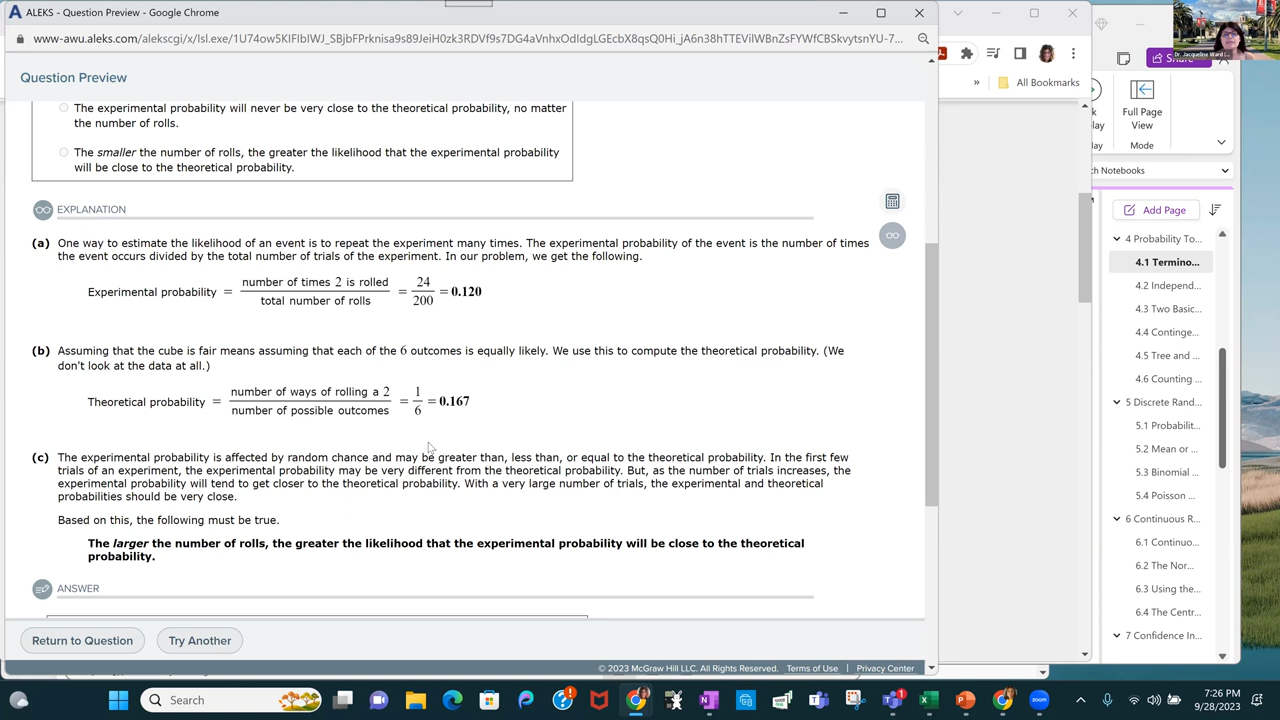 ALEKS - Question Preview - Google Chrome
Question Preview
The experimental probability will never be very close to the theoretical probability, no matter
the number of rolls.
The smaller the number of rolls, the greater the likelihood that the experimental probability
will be close to the theoretical probability.
EXPLANATION
(a) One way to estimate the likelihood of an event is to repeat the experiment many times. The experimental probability of the event is the number of times
the event occurs divided by the total number of trials of the experiment. In our problem, we get the following.
Experimental probability = number of times 2 is rolled / total number of rolls = 24 / 200 = 0.120
(b) Assuming that the cube is fair means assuming that each of the 6 outcomes is equally likely. We use this to compute the theoretical probability. (We
don't look at the data at all.)
Theoretical probability = number of ways of rolling a 2 / number of possible outcomes = 1 / 6 = 0.167
(c) The experimental probability is affected by random chance and may be greater than, less than, or equal to the theoretical probability. In the first few
trials of an experiment, the experimental probability may be very different from the theoretical probability. But, as the number of trials increases, the
experimental probability will tend to get closer to the theoretical probability. With a very large number of trials, the experimental and theoretical
probabilities should be very close.
Based on this, the following must be true.
The larger the number of rolls, the greater the likelihood that the experimental probability will be close to the theoretical
probability.
ANSWER
Return to Question
Try Another
© 2023 McGraw Hill LLC. All Rights Reserved. Terms of Use | Privacy Center
» All Bookmarks
Share
Dr. Jacqueline Ward
Full Page
View
Mode
ch Notebooks
Add Page
4 Probability To...
4.1 Termino...
4.2 Independ...
4.3 Two Basic...
4.4 Continge...
4.5 Tree and ...
4.6 Counting ...
5 Discrete Rand...
5.1 Probabilit...
5.2 Mean or ...
5.3 Binomial ...
5.4 Poisson ...
6 Continuous R...
6.1 Continuo...
6.2 The Nor...
6.3 Using the...
6.4 The Centr...
7 Confidence In...
Search
7:26 PM
9/28/2023